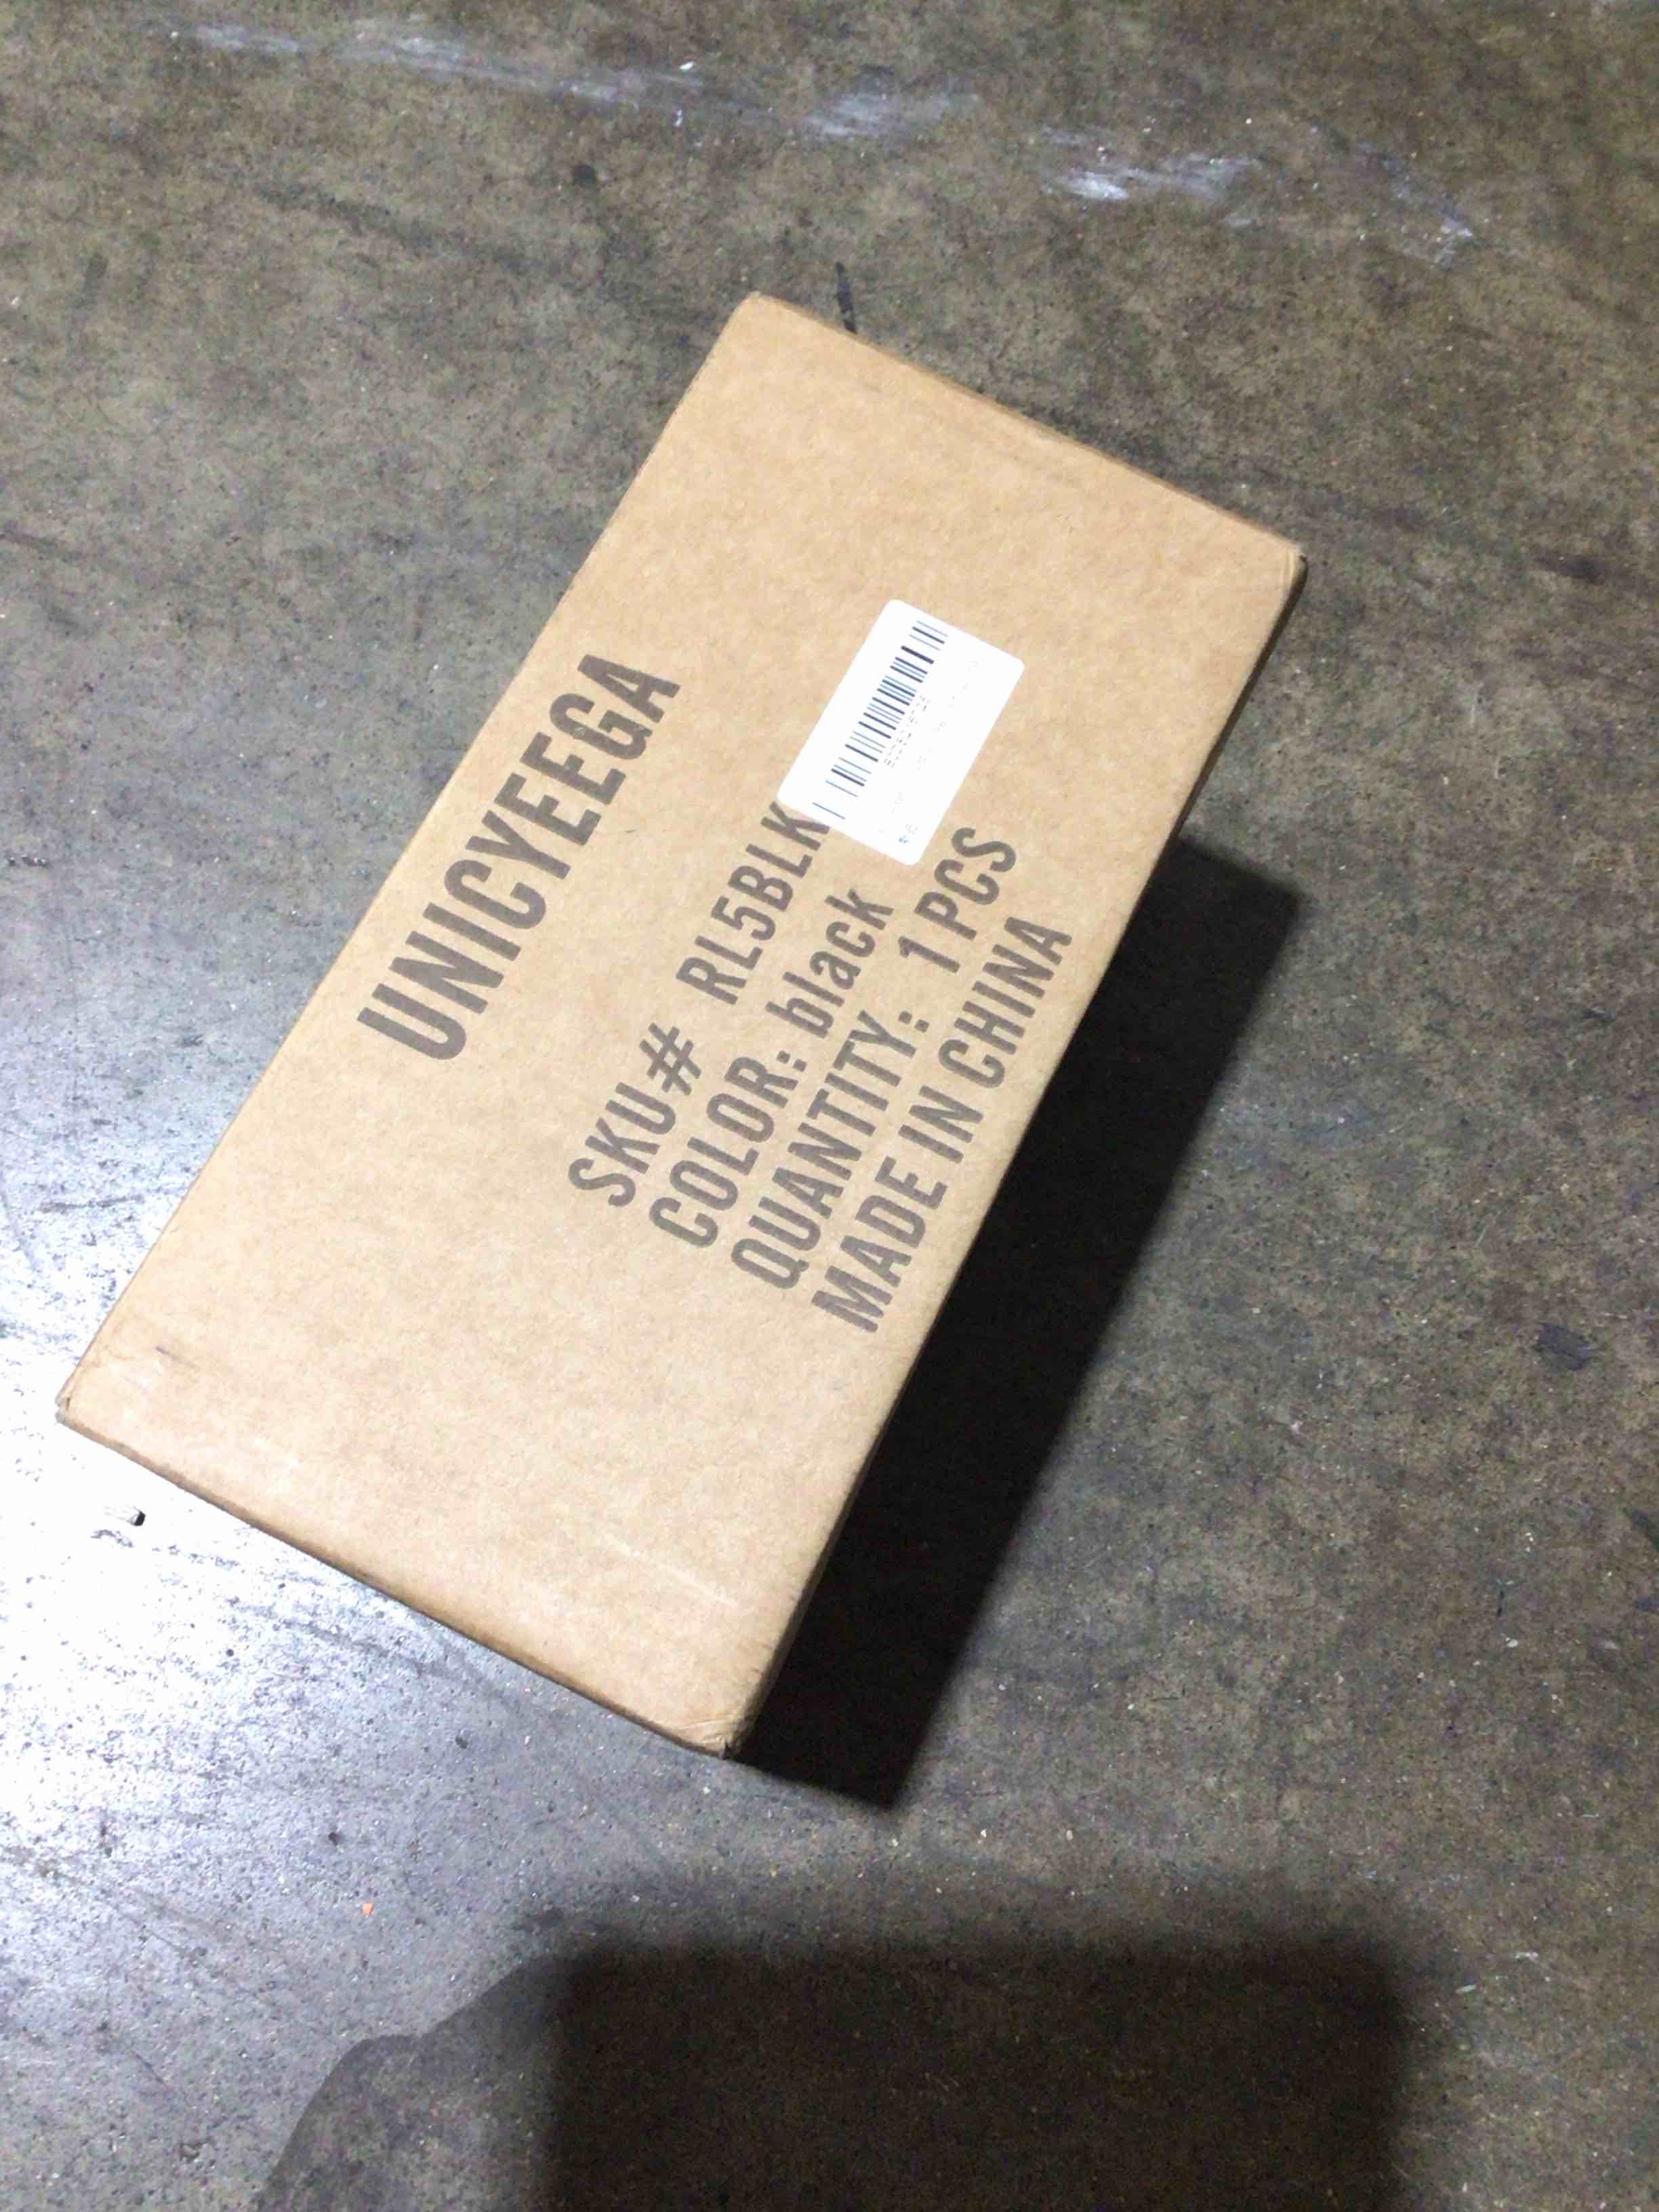 UNICYEEGA
SKU# RL5BLK
COLOR: black
QUANTITY: 1 PCS
MADE IN CHINA